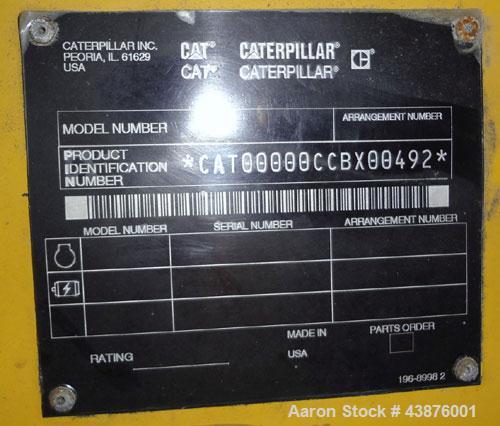 CATERPILLAR INC.
PEORIA, IL. 61629
USA
CAT® CATERPILLAR®
CAT® CATERPILLAR® C
MODEL NUMBER
ARRANGEMENT NUMBER
PRODUCT
IDENTIFICATION
NUMBER
*CAT00000CCBX00492*
MODEL NUMBER SERIAL NUMBER ARRANGEMENT NUMBER
RATING
MADE IN
USA
PARTS ORDER
196-8998 2
Aaron Stock # 43876001